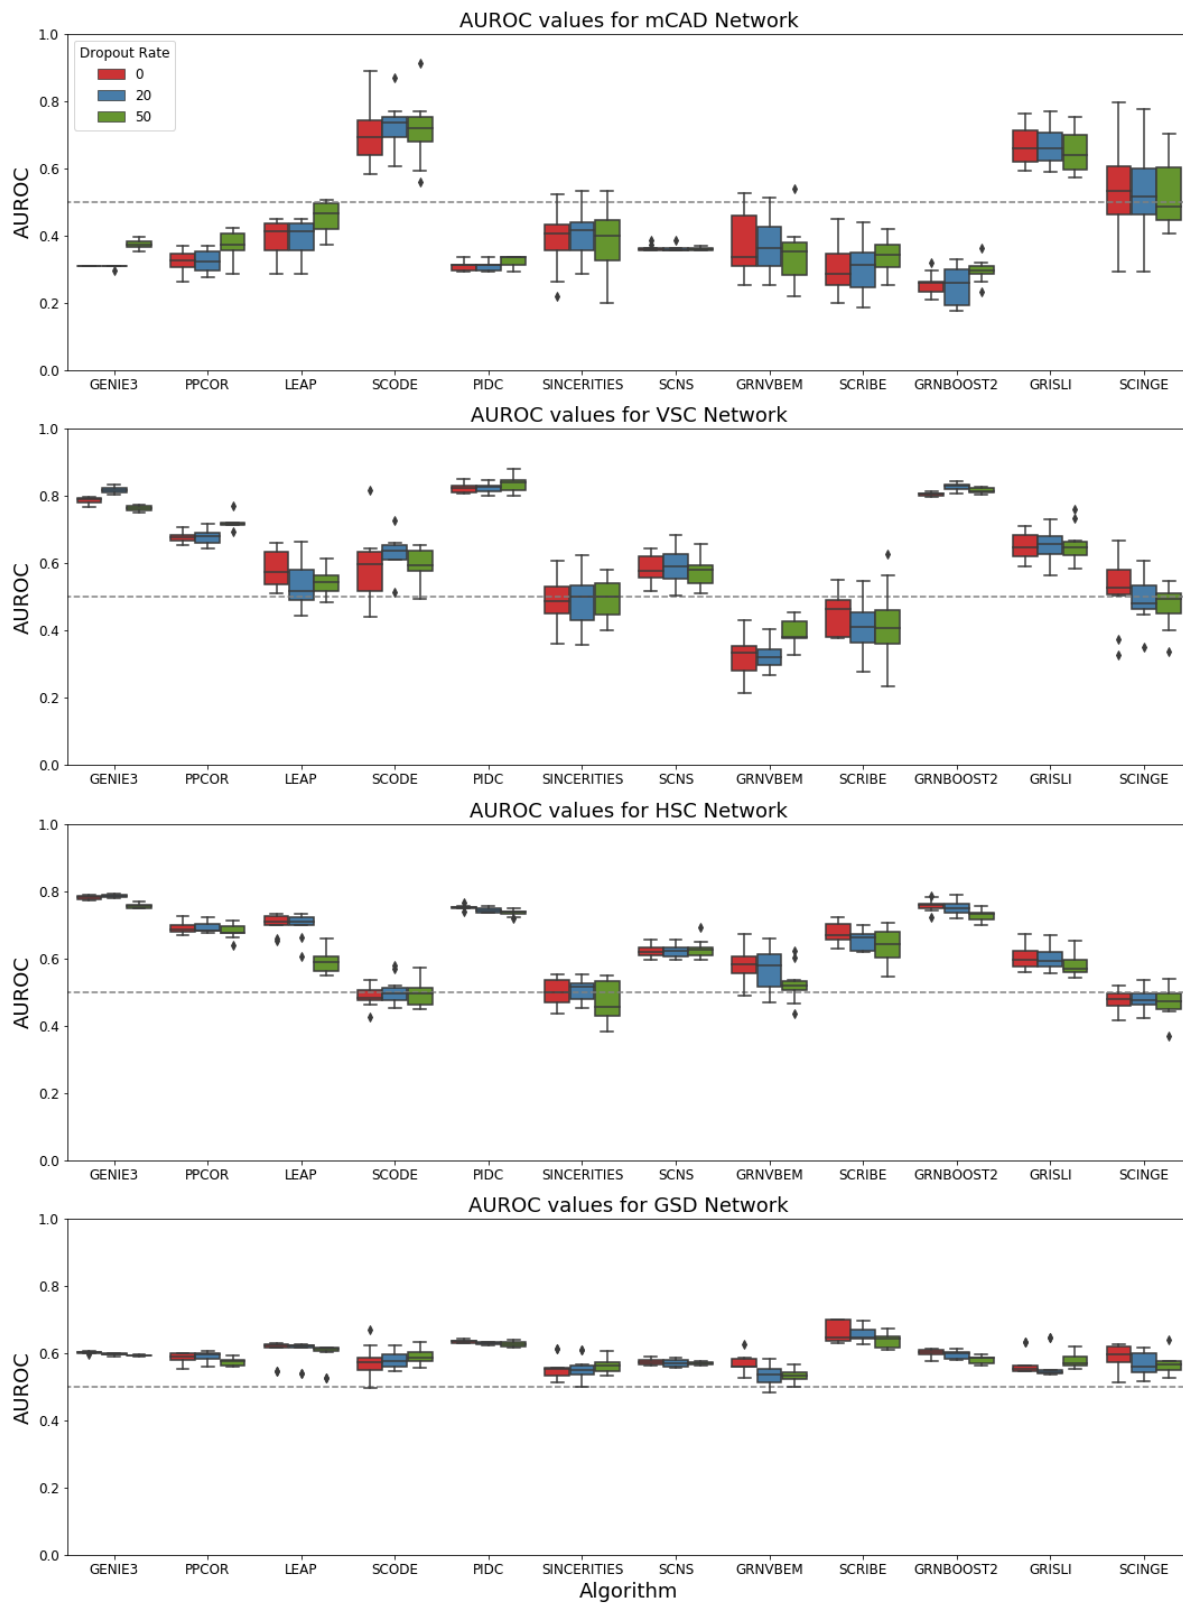 AUROC values for mCAD Network
1.0
0.8
0.6
0.4
0.2
0.0
AUROC
Dropout Rate
0
20
50
GENIE3 PPCOR LEAP SCODE PIDC SINCERITIES SCNS GRNVBEM SCRIBE GRNBOOST2 GRISLI SCINGE
AUROC values for VSC Network
1.0
0.8
0.6
0.4
0.2
0.0
AUROC
GENIE3 PPCOR LEAP SCODE PIDC SINCERITIES SCNS GRNVBEM SCRIBE GRNBOOST2 GRISLI SCINGE
AUROC values for HSC Network
1.0
0.8
0.6
0.4
0.2
0.0
AUROC
GENIE3 PPCOR LEAP SCODE PIDC SINCERITIES SCNS GRNVBEM SCRIBE GRNBOOST2 GRISLI SCINGE
AUROC values for GSD Network
1.0
0.8
0.6
0.4
0.2
0.0
AUROC
GENIE3 PPCOR LEAP SCODE PIDC SINCERITIES SCNS GRNVBEM SCRIBE GRNBOOST2 GRISLI SCINGE
Algorithm